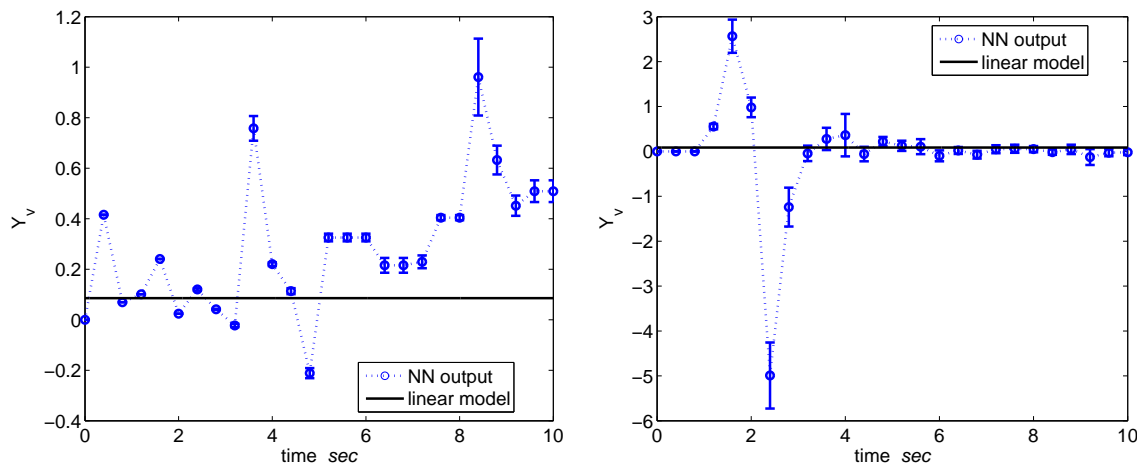 1.2
1
0.8
0.6
0.4
0.2
0
−0.2
−0.4
Y_v
0 2 4 6 8 10
time sec
NN output
linear model
3
2
1
0
−1
−2
−3
−4
−5
−6
Y_v
0 2 4 6 8 10
time sec
NN output
linear model